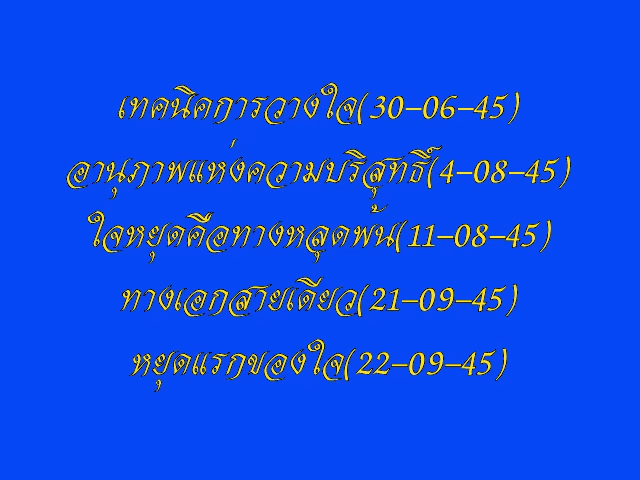 เทคนิคการวางใจ(30-06-45)
อานุภาพแห่งความบริสุทธิ์(4-08-45)
ใจหยุดคือทางหลุดพ้น(11-08-45)
ทางเอกสายเดียว(21-09-45)
หยุดแรกของใจ(22-09-45)